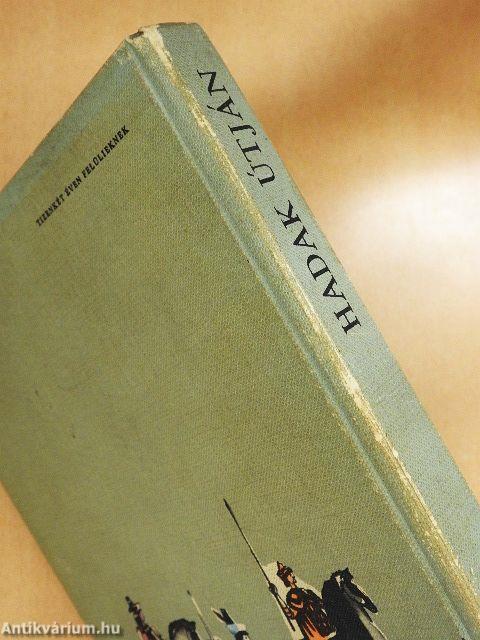 HADAK ÚTJÁN
TIZENKÉT ÉVEN FELÜLIEKNEK
Antikvárium.hu